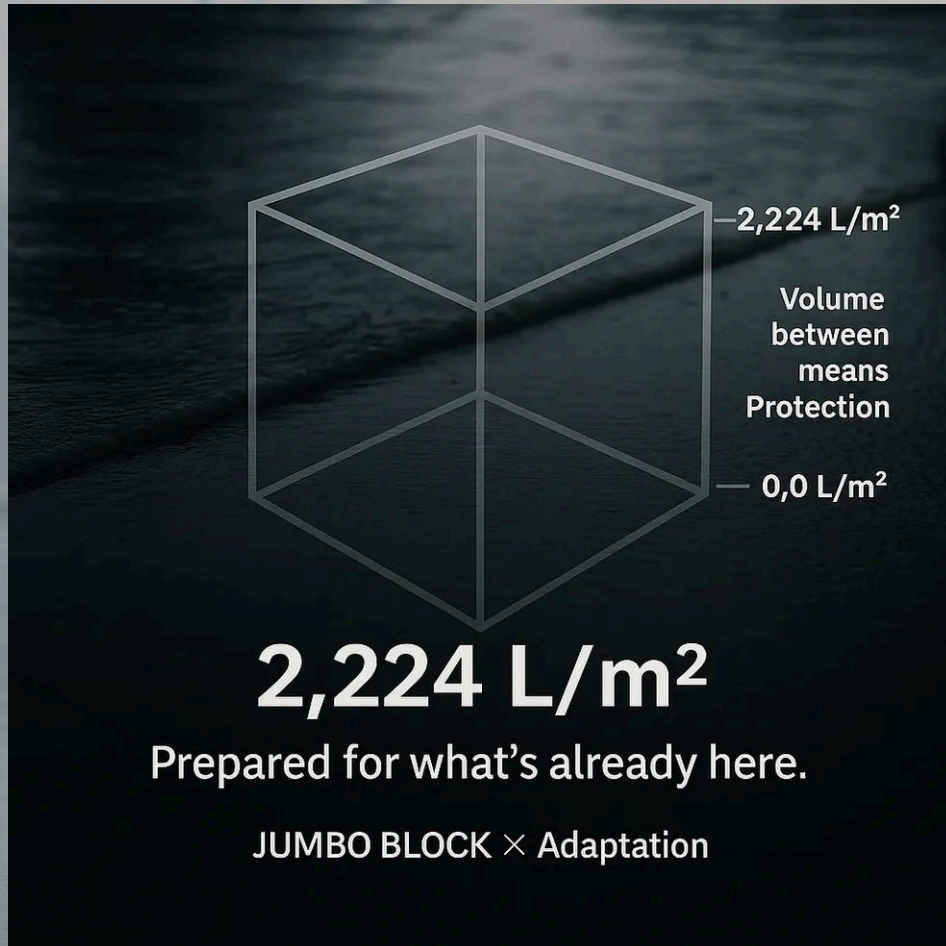 —2,224 L/m²
Volume
between
means
Protection
— 0,0 L/m²
2,224 L/m²
Prepared for what’s already here.
JUMBO BLOCK × Adaptation